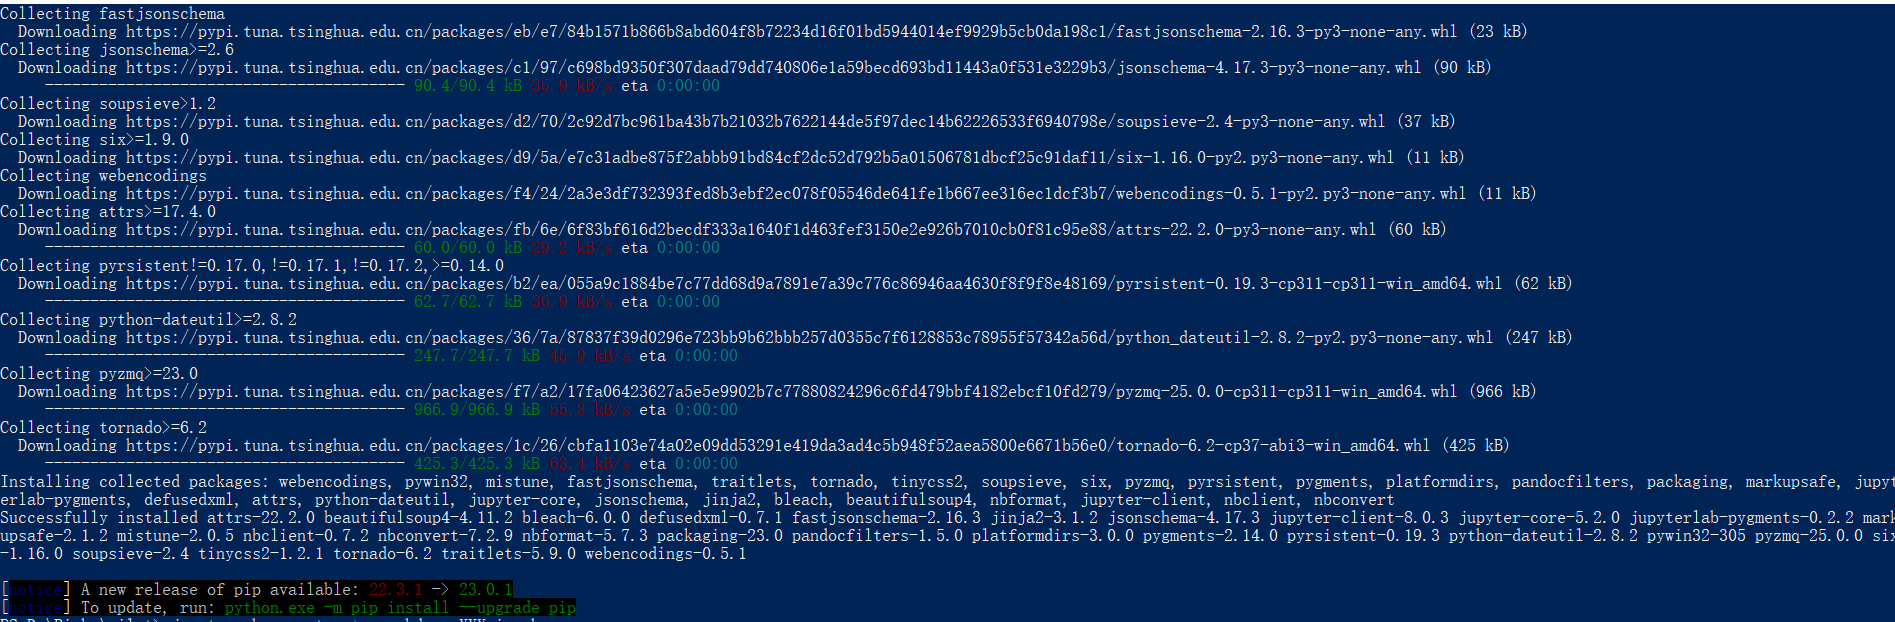 Collecting fastjsonschema
Downloading https://pypi.tuna.tsinghua.edu.cn/packages/eb/e7/84b1571b866b8abd604f8b72234d16f01bd5944014ef9929b5cb0da198c1/fastjsonschema-2.16.3-py3-none-any.whl (23 kB)
Collecting jsonschema>=2.6
Downloading https://pypi.tuna.tsinghua.edu.cn/packages/c1/97/c698bd9350f307daad79dd740806e1a59becd693bd11443a0f531e3229b3/jsonschema-4.17.3-py3-none-any.whl (90 kB)
---------------------------------------- 90.4/90.4 kB 35.9 kB/s eta 0:00:00
Collecting soupsieve>1.2
Downloading https://pypi.tuna.tsinghua.edu.cn/packages/d2/70/2c92d7bc961ba43b7b21032b7622144de5f97dec14b62226533f6940798e/soupsieve-2.4-py3-none-any.whl (37 kB)
Collecting six>=1.9.0
Downloading https://pypi.tuna.tsinghua.edu.cn/packages/d9/5a/e7c31adbe875f2abbb91bd84cf2dc52d792b5a01506781dbcf25c91daf11/six-1.16.0-py2.py3-none-any.whl (11 kB)
Collecting webencodings
Downloading https://pypi.tuna.tsinghua.edu.cn/packages/f4/24/2a3e3df732393fed8b3ebf2ec078f05546de641fe1b667ee316ec1dcf3b7/webencodings-0.5.1-py2.py3-none-any.whl (11 kB)
Collecting attrs>=17.4.0
Downloading https://pypi.tuna.tsinghua.edu.cn/packages/fb/6e/6f83bf616d2becdf333a1640f1d463fef3150e2e926b7010cb0f81c95e88/attrs-22.2.0-py3-none-any.whl (60 kB)
---------------------------------------- 60.0/60.0 kB 29.2 kB/s eta 0:00:00
Collecting pyrsistent!=0.17.0,!=0.17.1,!=0.17.2,>=0.14.0
Downloading https://pypi.tuna.tsinghua.edu.cn/packages/b2/ea/055a9c1884be7c77dd68d9a7891e7a39c776c86946aa4630f8f9f8e48169/pyrsistent-0.19.3-cp311-cp311-win_amd64.whl (62 kB)
---------------------------------------- 62.7/62.7 kB 36.9 kB/s eta 0:00:00
Collecting python-dateutil>=2.8.2
Downloading https://pypi.tuna.tsinghua.edu.cn/packages/36/7a/87837f39d0296e723bb9b62bbb257d0355c7f6128853c78955f57342a56d/python_dateutil-2.8.2-py2.py3-none-any.whl (247 kB)
---------------------------------------- 247.7/247.7 kB 45.9 kB/s eta 0:00:00
Collecting pyzmq>=23.0
Downloading https://pypi.tuna.tsinghua.edu.cn/packages/f7/a2/17fa06423627a5e5e9902b7c77880824296c6fd479bbf4182ebcf10fd279/pyzmq-25.0.0-cp311-cp311-win_amd64.whl (966 kB)
---------------------------------------- 966.9/966.9 kB 55.8 kB/s eta 0:00:00
Collecting tornado>=6.2
Downloading https://pypi.tuna.tsinghua.edu.cn/packages/1c/26/cbfa1103e74a02e09dd53291e419da3ad4c5b948f52aea5800e6671b56e0/tornado-6.2-cp37-abi3-win_amd64.whl (425 kB)
---------------------------------------- 425.3/425.3 kB 63.4 kB/s eta 0:00:00
Installing collected packages: webencodings, pywin32, mistune, fastjsonschema, traitlets, tornado, tinycss2, soupsieve, six, pyzmq, pyrsistent, pygments, platformdirs, pandocfilters, packaging, markupsafe, jupyt
erlab-pygments, defusedxml, attrs, python-dateutil, jupyter-core, jsonschema, jinja2, bleach, beautifulsoup4, nbformat, jupyter-client, nbclient, nbconvert
Successfully installed attrs-22.2.0 beautifulsoup4-4.11.2 bleach-6.0.0 defusedxml-0.7.1 fastjsonschema-2.16.3 jinja2-3.1.2 jsonschema-4.17.3 jupyter-client-8.0.3 jupyter-core-5.2.0 jupyterlab-pygments-0.2.2 mark
upsafe-2.1.2 mistune-2.0.5 nbclient-0.7.2 nbconvert-7.2.9 nbformat-5.7.3 packaging-23.0 pandocfilters-1.5.0 platformdirs-3.0.0 pygments-2.14.0 pyrsistent-0.19.3 python-dateutil-2.8.2 pywin32-305 pyzmq-25.0.0 six
-1.16.0 soupsieve-2.4 tinycss2-1.2.1 tornado-6.2 traitlets-5.9.0 webencodings-0.5.1
[notice] A new release of pip available: 22.3.1 -> 23.0.1
[notice] To update, run: python.exe -m pip install --upgrade pip